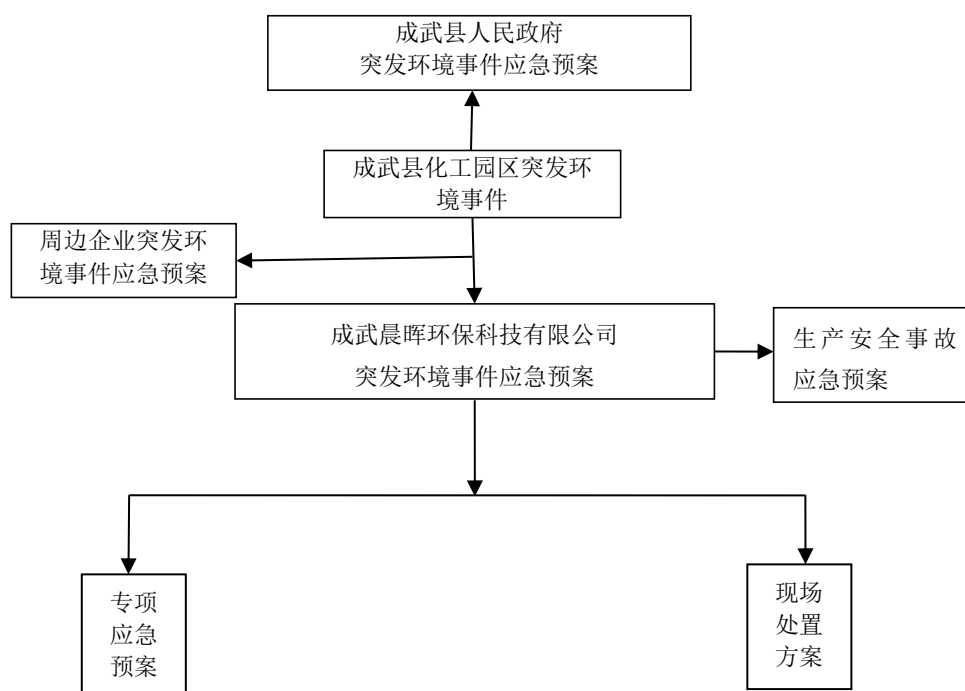 成武县人民政府
突发环境事件应急预案
成武县化工园区突发环
境事件
周边企业突发环
境事件应急预案
成武晨晖环保科技有限公司
突发环境事件应急预案
生产安全事故
应急预案
专项
应急
预案
现场
处置
方案